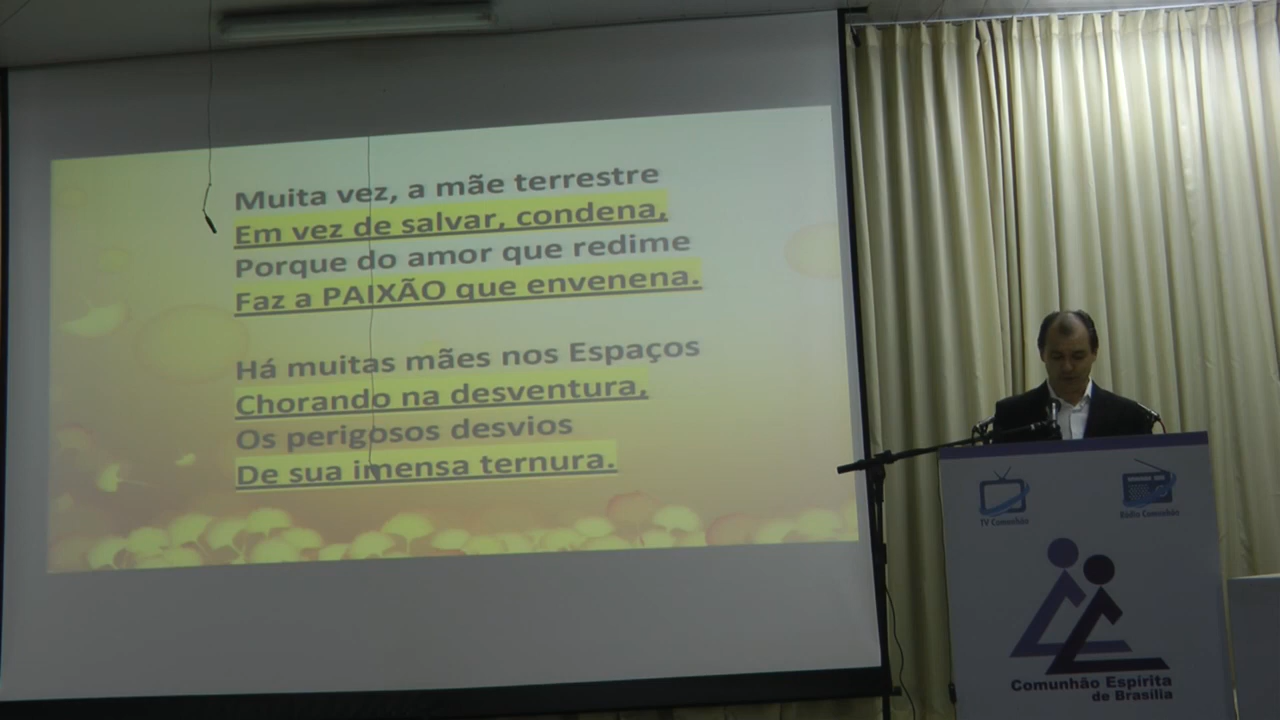 Muita vez, a mãe terrestre
Em vez de salvar, condena,
Porque do amor que redime
Faz a PAIXÃO que envenena.
Há muitas mães nos Espaços
Chorando na desventura,
Os perigosos desvios
De sua imensa ternura.
TV Comunhão
Rádio Comunhão
Comunhão Espírita
de Brasília